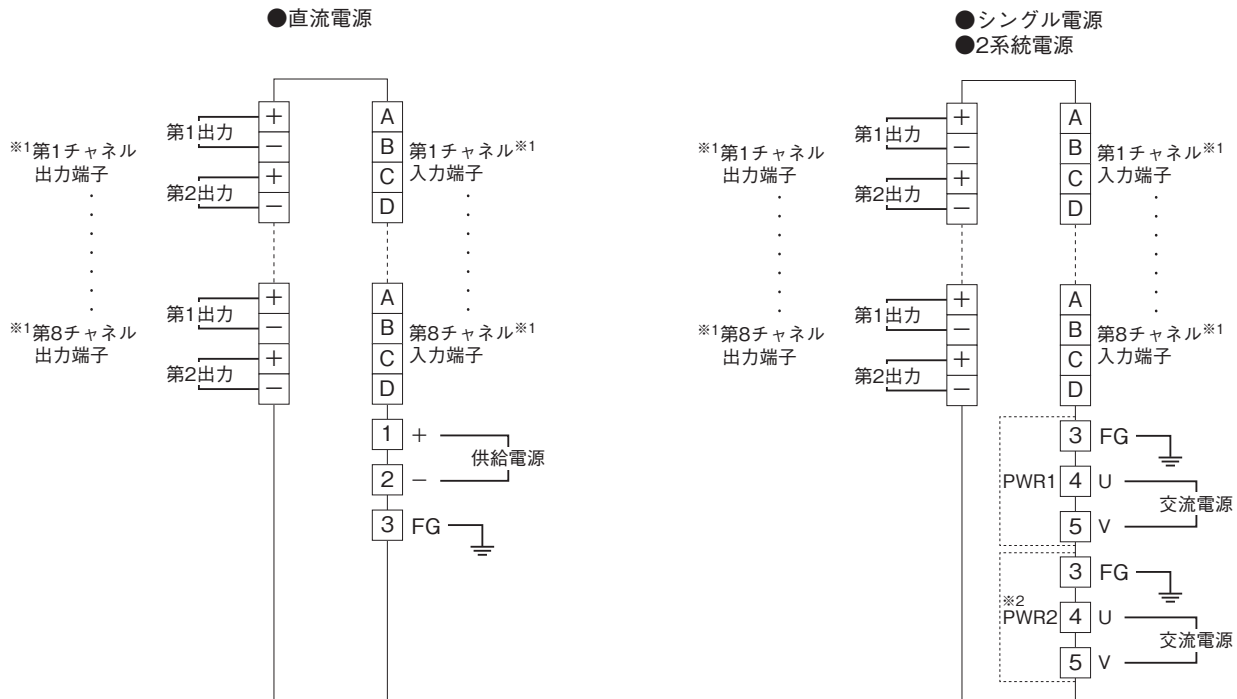 ●直流電源
第1出力
+
−
※1第1チャネル
出力端子
第2出力
+
−
A
B
C
D
第1チャネル※1
入力端子
第1出力
+
−
※1第8チャネル
出力端子
第2出力
+
−
A
B
C
D
第8チャネル※1
入力端子
1 +
供給電源
2 −
3 FG
●シングル電源
●2系統電源
第1出力
+
−
※1第1チャネル
出力端子
第2出力
+
−
A
B
C
D
第1チャネル※1
入力端子
第1出力
+
−
※1第8チャネル
出力端子
第2出力
+
−
A
B
C
D
第8チャネル※1
入力端子
3 FG
PWR1 4 U
交流電源
5 V
3 FG
※2
PWR2 4 U
交流電源
5 V